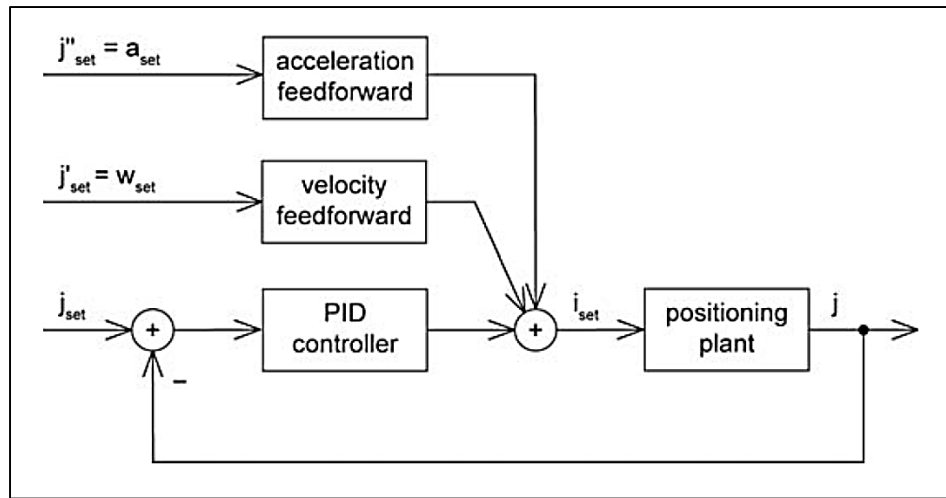 j"set = aset
acceleration
feedforward
j'set = wset
velocity
feedforward
jset
+
PID
controller
+
iset
positioning
plant
j
−